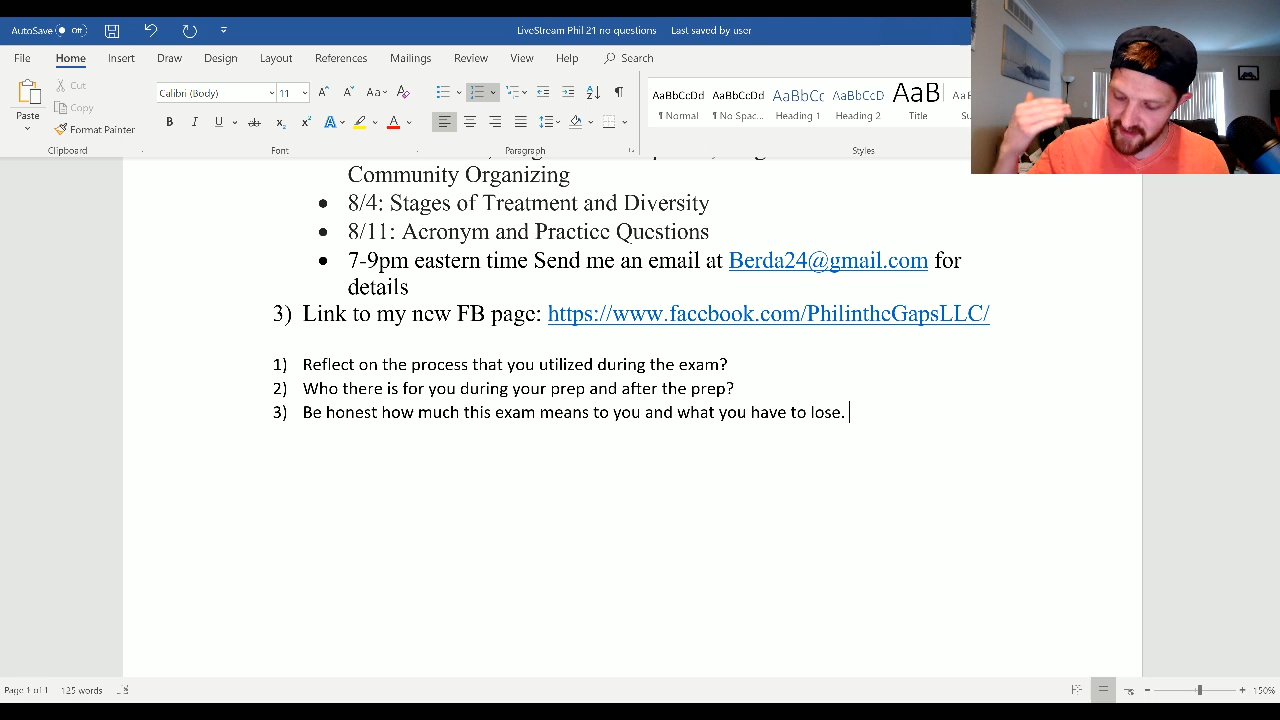 AutoSave Off LiveStream Phil 21 no questions Last saved by user
File Home Insert Draw Design Layout References Mailings Review View Help Search
Paste Cut Copy Format Painter
Calibri (Body) 11 Aa
B I U ab x₂ x² A A
AaBbCcDd AaBbCcDd AaBbCc AaBbCcD AaB
¶ Normal ¶ No Spac... Heading 1 Heading 2 Title
Clipboard Font Paragraph Styles
Community Organizing
• 8/4: Stages of Treatment and Diversity
• 8/11: Acronym and Practice Questions
• 7-9pm eastern time Send me an email at Berda24@gmail.com for
details
3) Link to my new FB page: https://www.facebook.com/PhilintheGapsLLC/
1) Reflect on the process that you utilized during the exam?
2) Who there is for you during your prep and after the prep?
3) Be honest how much this exam means to you and what you have to lose.
Page 1 of 1 125 words 150%